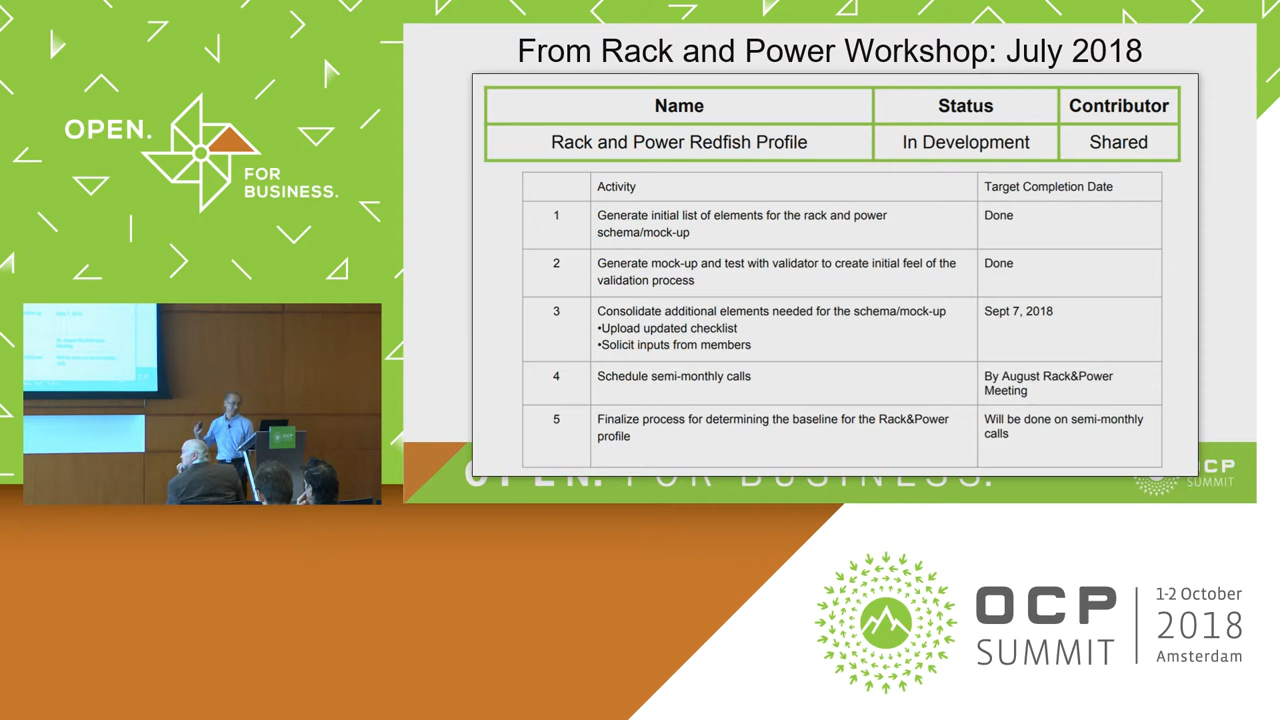 OPEN.
FOR
BUSINESS.
From Rack and Power Workshop: July 2018
Name Status Contributor
Rack and Power Redfish Profile In Development Shared
Activity Target Completion Date
1 Generate initial list of elements for the rack and power Done
schema/mock-up
2 Generate mock-up and test with validator to create initial feel of the Done
validation process
3 Consolidate additional elements needed for the schema/mock-up Sept 7, 2018
•Upload updated checklist
•Solicit inputs from members
4 Schedule semi-monthly calls By August Rack&Power
Meeting
5 Finalize process for determining the baseline for the Rack&Power Will be done on semi-monthly
profile calls
OPEN. FOR BUSINESS.
OCP
SUMMIT
OCP
OCP
SUMMIT
1-2 October
2018
Amsterdam